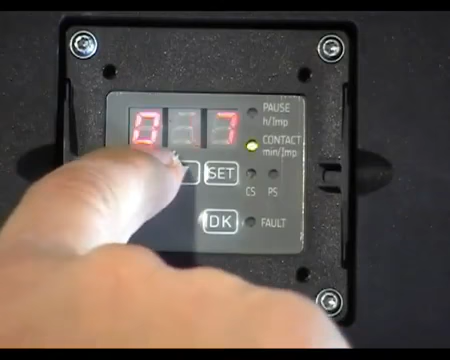 PAUSE
h/Imp
CONTACT
min/Imp
SET
CS PS
DK FAULT